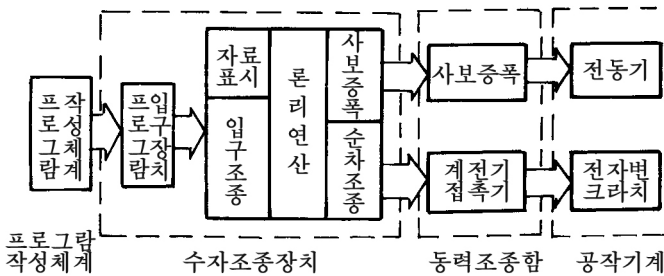 프로그람
작성체계
프로그람
입구장치
자료
표시
입구조종
론리연산
사보증폭
순차조종
사보증폭
계전기
접촉기
전동기
전자변
크라치
프로그람
작성체계
수자조종장치
동력조종함
공작기계